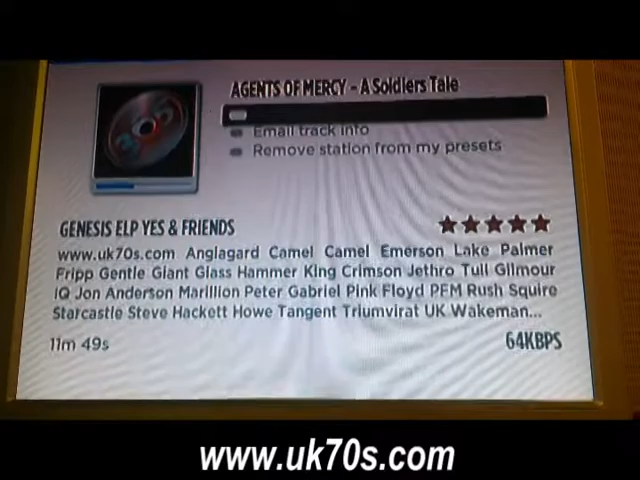 AGENTS OF MERCY - A Soldiers Tale
Email track info
Remove station from my presets
GENESIS ELP YES & FRIENDS
www.uk70s.com Anglagard Camel Camel Emerson Lake Palmer
Fripp Gentle Giant Glass Hammer King Crimson Jethro Tull Gilmour
IQ Jon Anderson Marillion Peter Gabriel Pink Floyd PFM Rush Squire
Starcastle Steve Hackett Howe Tangent Triumvirat UK Wakeman...
11m 49s
64KBPS
www.uk70s.com